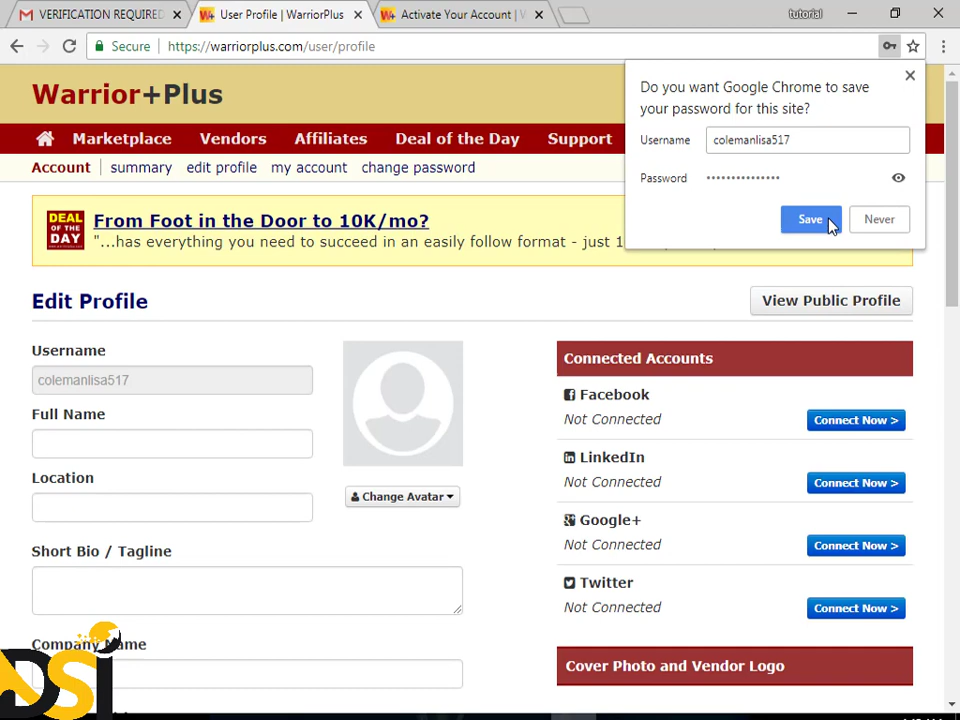 VERIFICATION REQUIRED
User Profile | WarriorPlus
Activate Your Account |
tutorial
Secure
https://warriorplus.com/user/profile
Do you want Google Chrome to save
your password for this site?
Username colemanlisa517
Password •••••••••••••••
Save Never
Warrior+Plus
Marketplace Vendors Affiliates Deal of the Day Support
Account summary edit profile my account change password
DEAL
OF THE
DAY
From Foot in the Door to 10K/mo?
"...has everything you need to succeed in an easily follow format - just 1
Edit Profile
View Public Profile
Username
colemanlisa517
Full Name
Location
Change Avatar
Short Bio / Tagline
Company Name
Connected Accounts
Facebook
Not Connected
Connect Now >
LinkedIn
Not Connected
Connect Now >
Google+
Not Connected
Connect Now >
Twitter
Not Connected
Connect Now >
Cover Photo and Vendor Logo
DSI